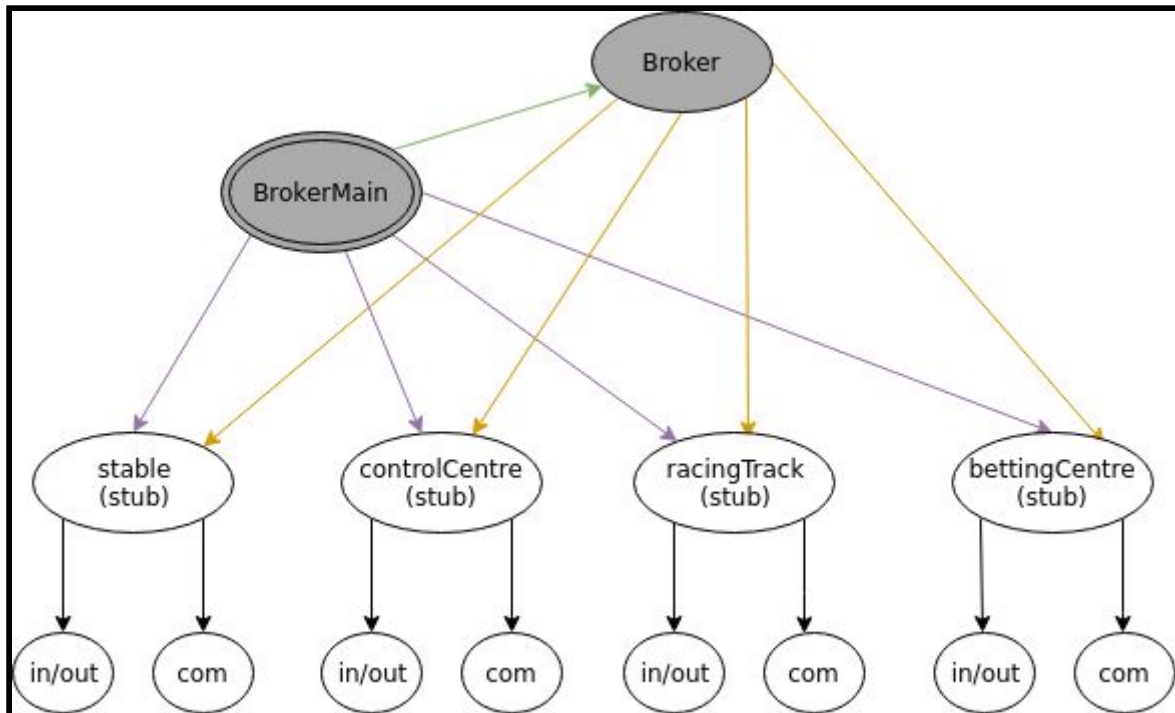 Broker
BrokerMain
stable
(stub)
controlCentre
(stub)
racingTrack
(stub)
bettingCentre
(stub)
in/out
com
in/out
com
in/out
com
in/out
com